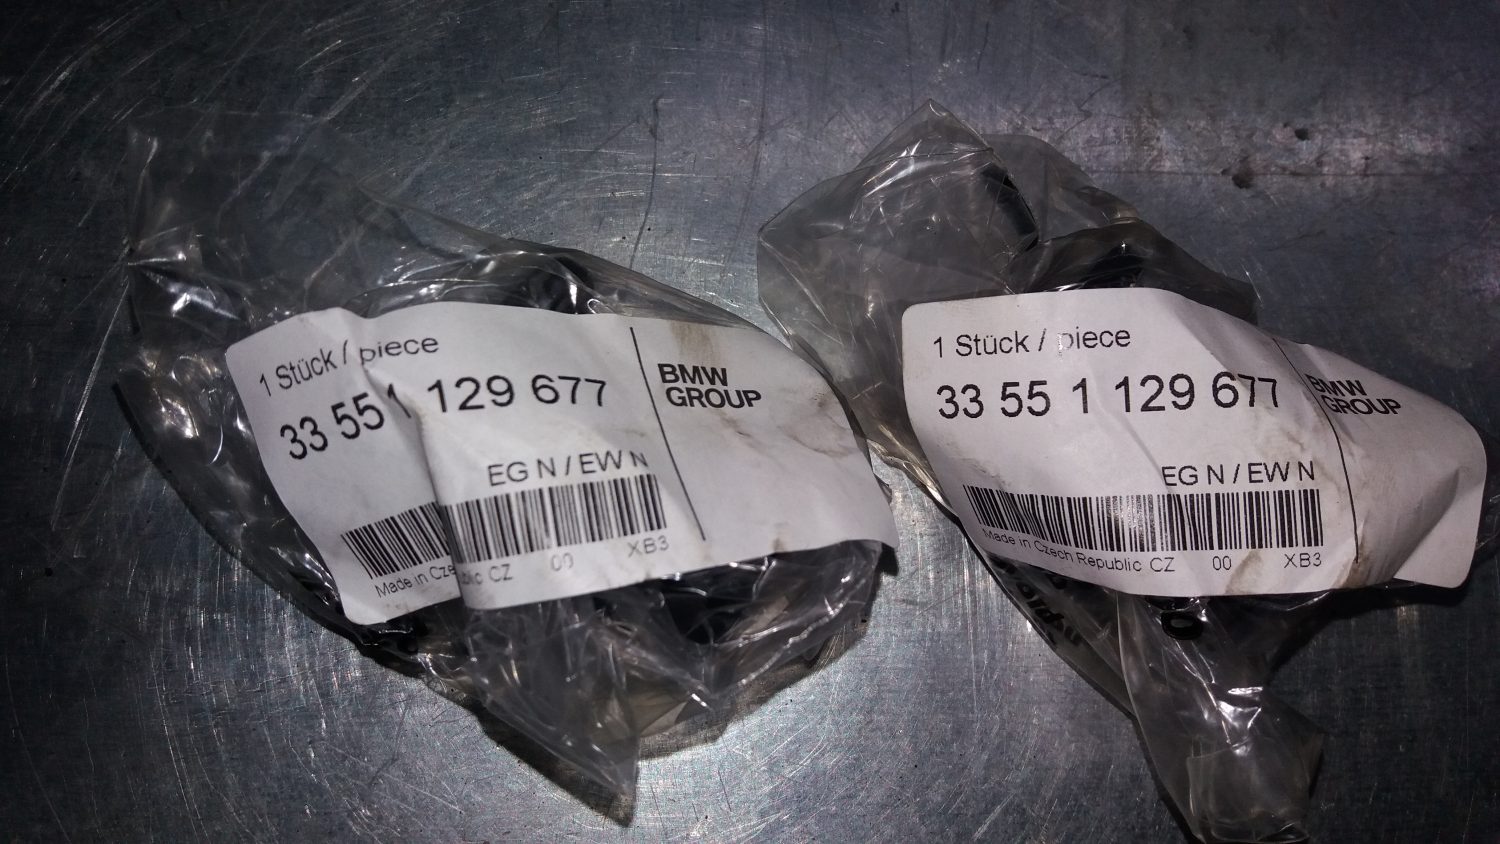 1 Stück / piece
33 55 1 129 677
EG N / EW N
Made in Cze
CZ 00 XB3
BMW
GROUP
1 Stück / piece
33 55 1 129 677
EG N / EW N
Made in Czech Republic CZ 00 XB3
BMW
GROUP